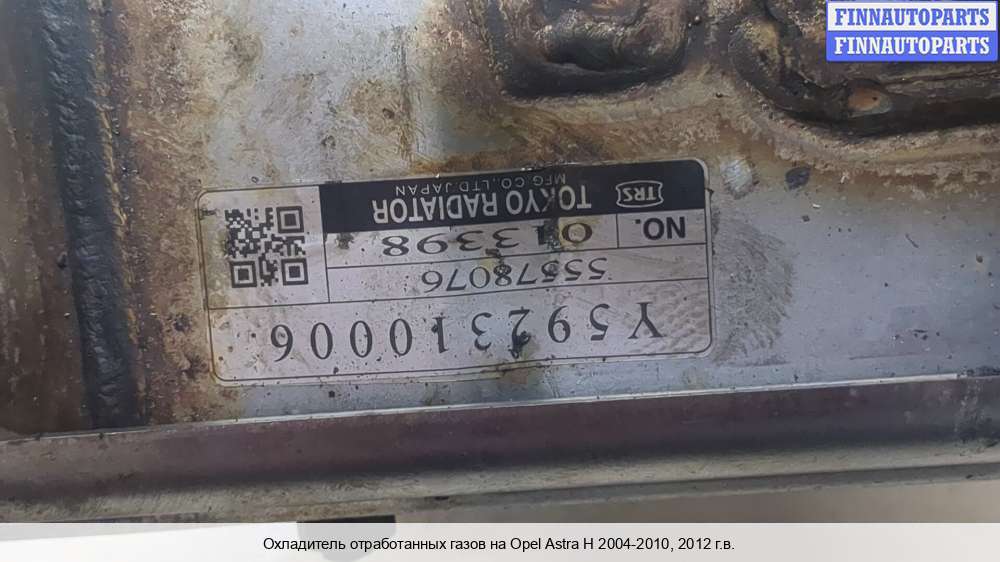 FINNAUTOPARTS
FINNAUTOPARTS
Y592310006
55578076
NO. 013398
TRS TOKYO RADIATOR
MFG.CO.,LTD.JAPAN
Охладитель отработанных газов на Opel Astra H 2004-2010, 2012 г.в.